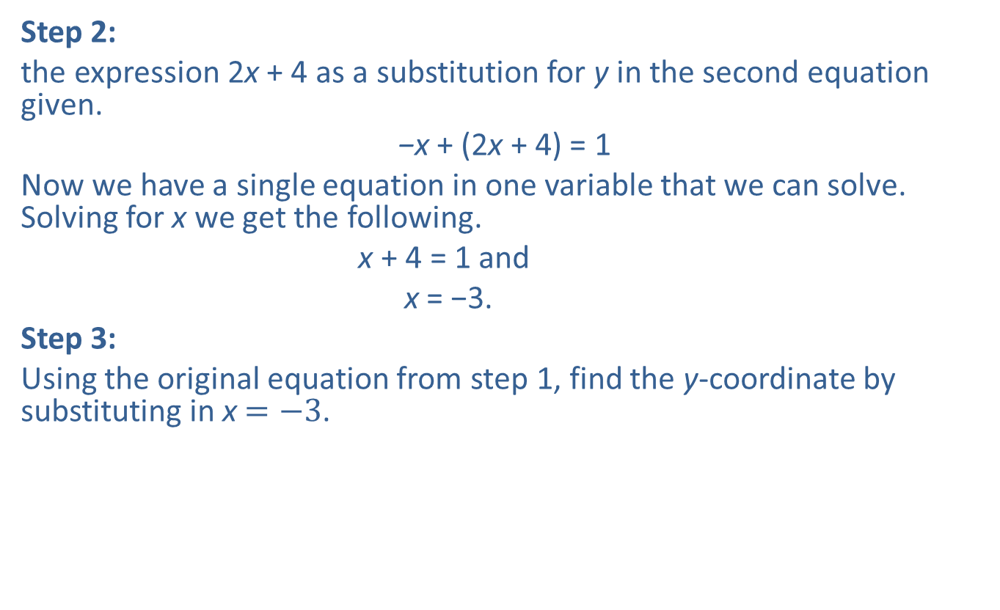 Step 2:
the expression 2x + 4 as a substitution for y in the second equation
given.
−x + (2x + 4) = 1
Now we have a single equation in one variable that we can solve.
Solving for x we get the following.
x + 4 = 1 and
x = −3.
Step 3:
Using the original equation from step 1, find the y-coordinate by
substituting in x = −3.